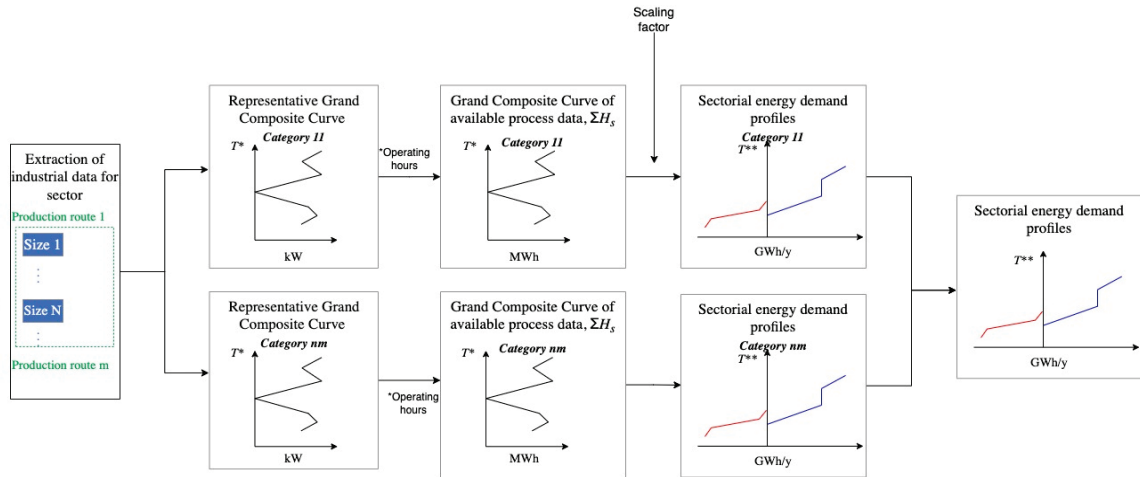 Scaling
factor
Extraction of
industrial data for
sector
Production route 1
Size 1
Size N
Production route m
Representative Grand
Composite Curve
Category 11
T*
kW
*Operating
hours
Grand Composite Curve of
available process data, ΣHs
Category 11
T*
MWh
Sectorial energy demand
profiles
Category 11
T**
GWh/y
Representative Grand
Composite Curve
Category nm
T*
kW
*Operating
hours
Grand Composite Curve of
available process data, ΣHs
Category nm
T*
MWh
Sectorial energy demand
profiles
Category nm
T**
GWh/y
Sectorial energy demand
profiles
T**
GWh/y